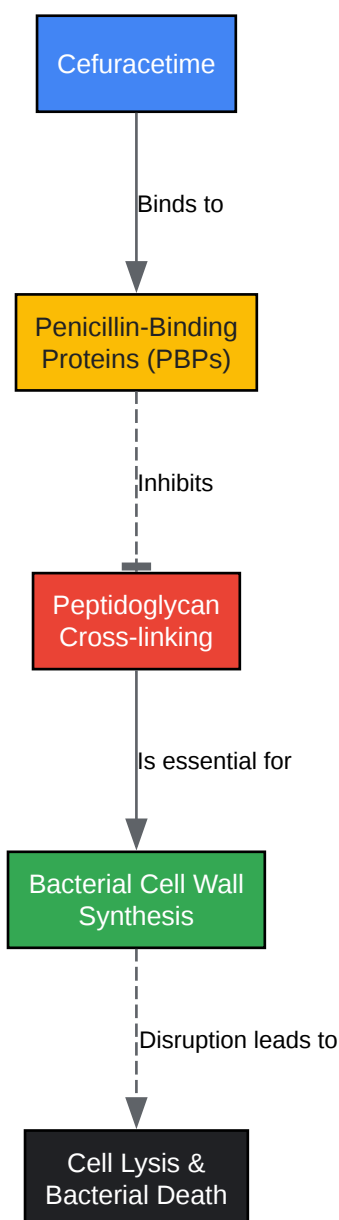 Cefuracetime
Binds to
Penicillin-Binding
Proteins (PBPs)
Inhibits
Peptidoglycan
Cross-linking
Is essential for
Bacterial Cell Wall
Synthesis
Disruption leads to
Cell Lysis &
Bacterial Death